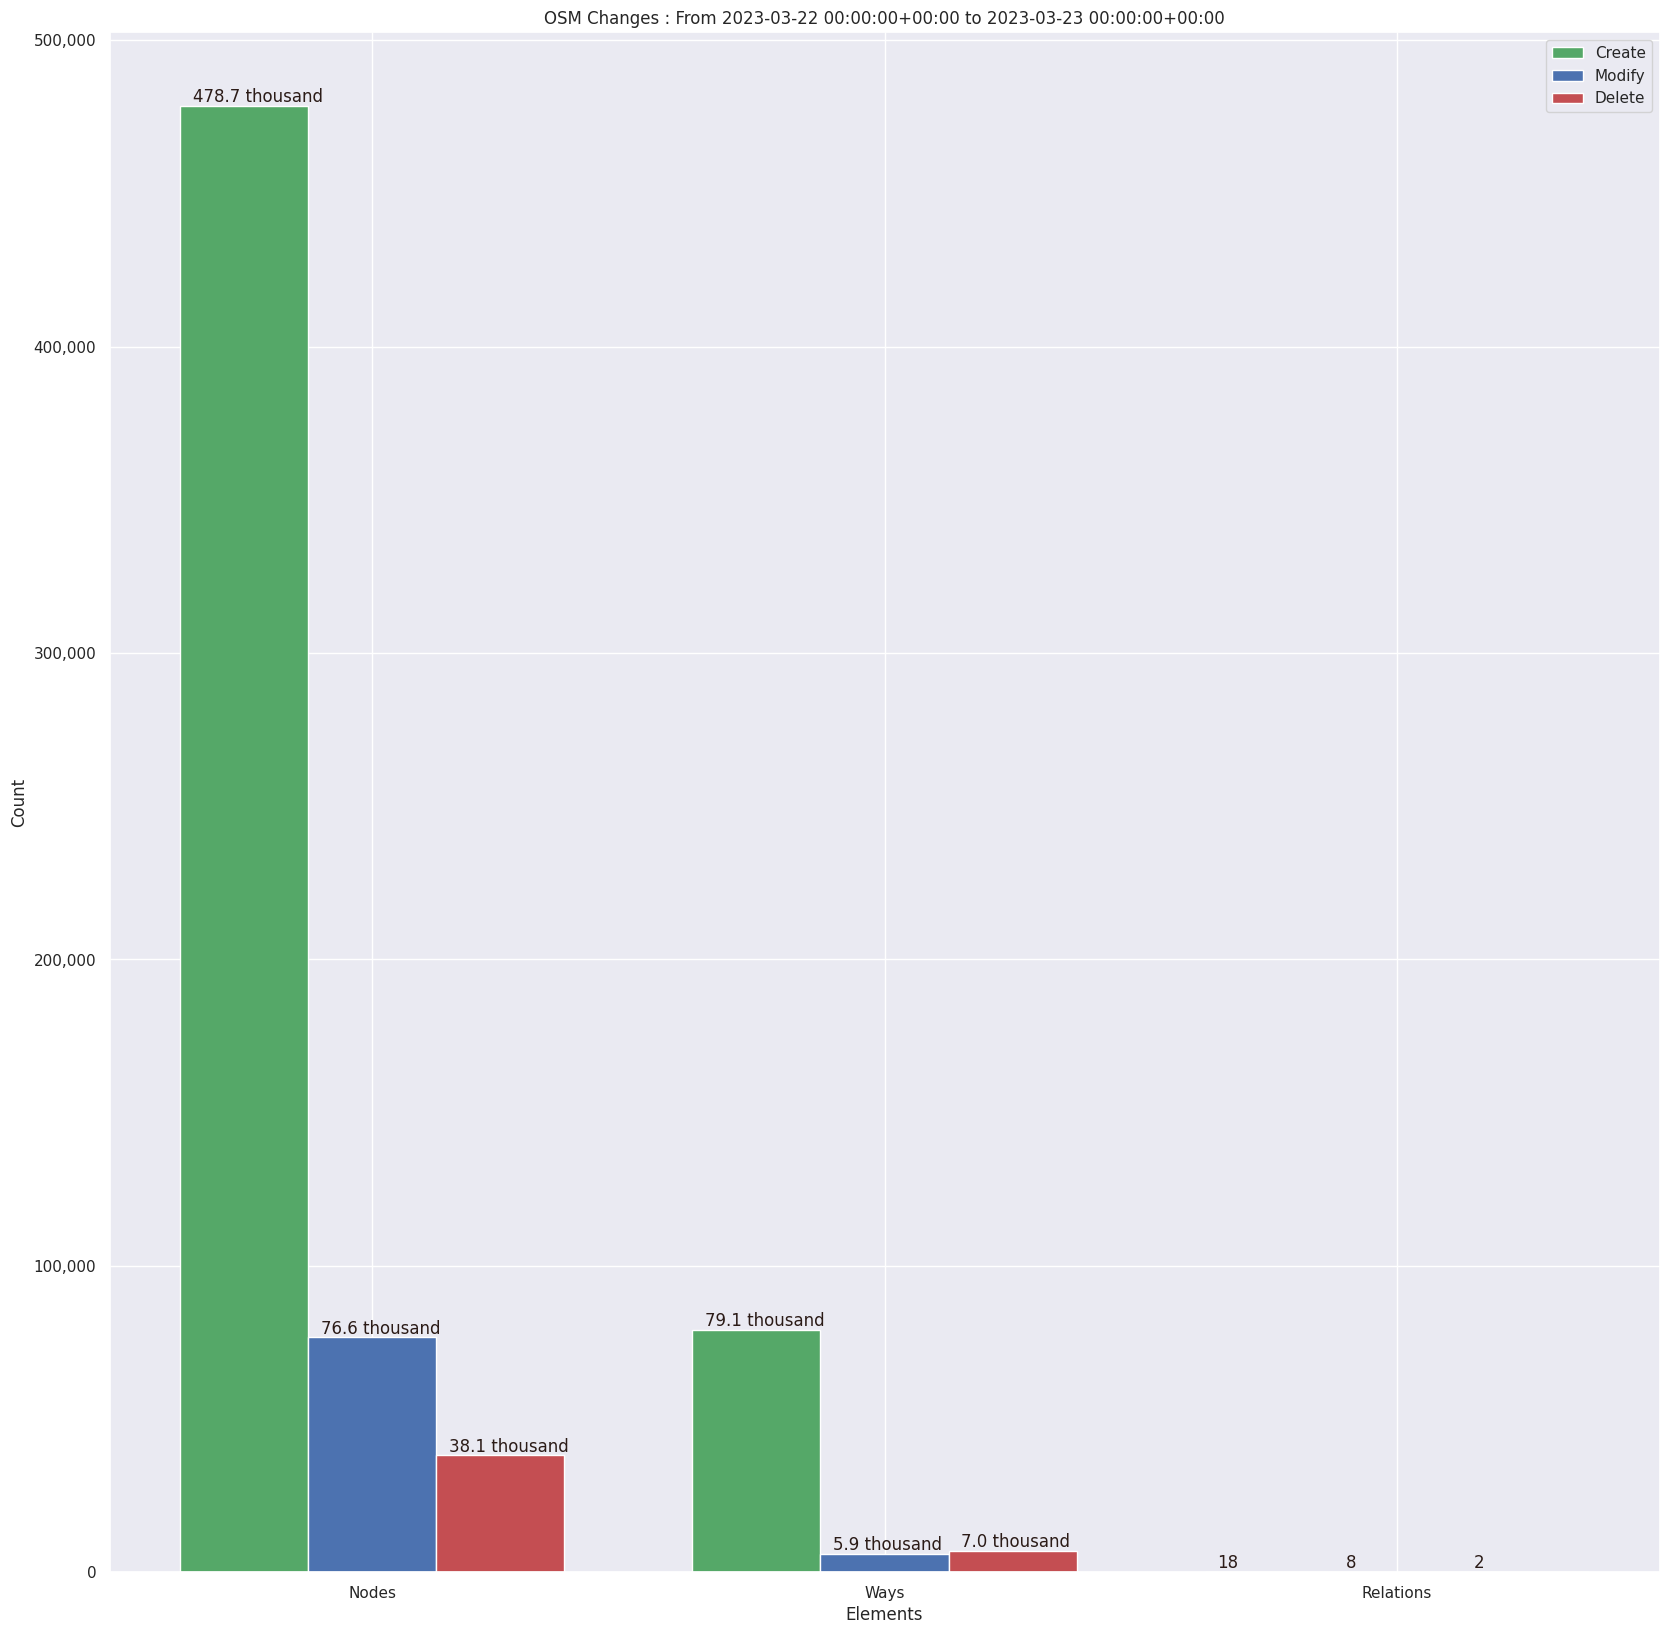 OSM Changes : From 2023-03-22 00:00:00+00:00 to 2023-03-23 00:00:00+00:00
500,000
Create
Modify
Delete
478.7 thousand
400,000
300,000
Count
200,000
100,000
79.1 thousand
76.6 thousand
38.1 thousand
5.9 thousand
7.0 thousand
18
8
2
0
Nodes
Ways
Relations
Elements